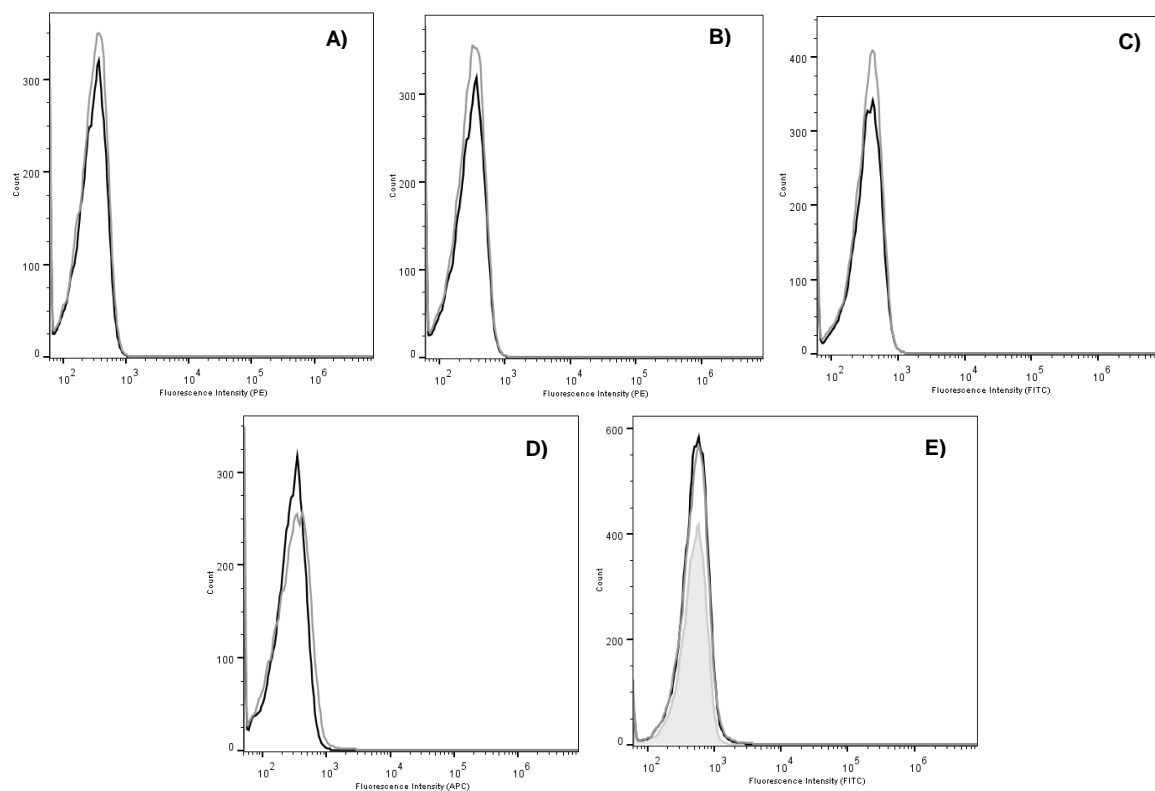 A)
300
200
100
0
Count
10^2 10^3 10^4 10^5 10^6
Fluorescence Intensity (PE)
B)
300
200
100
0
Count
10^2 10^3 10^4 10^5 10^6
Fluorescence Intensity (PE)
C)
400
300
200
100
0
Count
10^2 10^3 10^4 10^5 10^6
Fluorescence Intensity (FITC)
D)
300
200
100
0
Count
10^2 10^3 10^4 10^5 10^6
Fluorescence Intensity (APC)
E)
600
400
200
0
Count
10^2 10^3 10^4 10^5 10^6
Fluorescence Intensity (FITC)